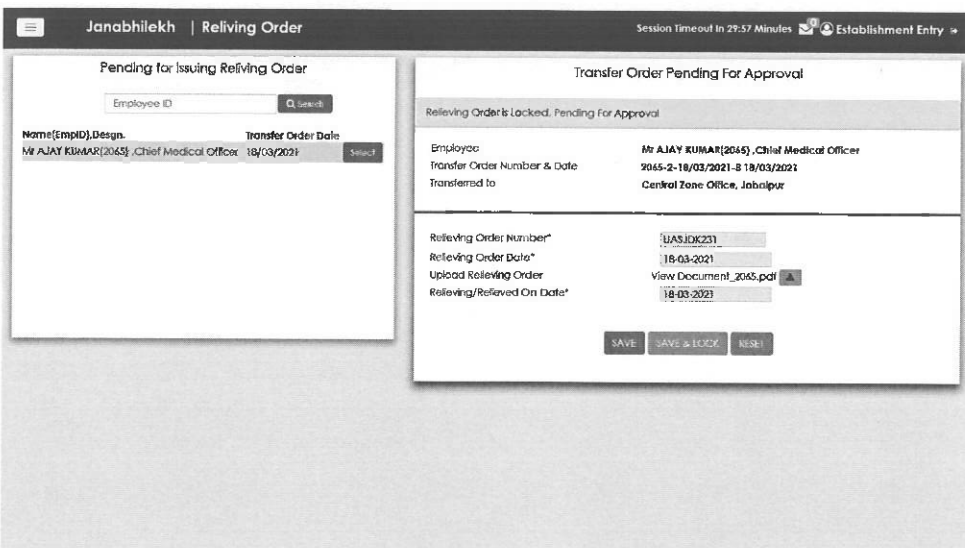 Janabhilekh | Reliving Order
Session Timeout In 29:57 Minutes 0 Establishment Entry
Pending for Issuing Reliving Order
Employee ID Search
Name(EmpID),Desgn. Transfer Order Date
Mr AJAY KUMAR(2065) ,Chief Medical Officer 18/03/2021 Select
Transfer Order Pending For Approval
Relieving Order is Locked, Pending For Approval
Employee Mr AJAY KUMAR(2065) ,Chief Medical Officer
Transfer Order Number & Date 2065-2-18/03/2021-8 18/03/2021
Transferred to Central Zone Office, Jabalpur
Relieving Order Number*
Relieving Order Date* 18-03-2021
Upload Relieving Order View Document_2065.pdf
Relieving/Relieved On Date* 18-03-2021
SAVE SAVE & LOCK RESET